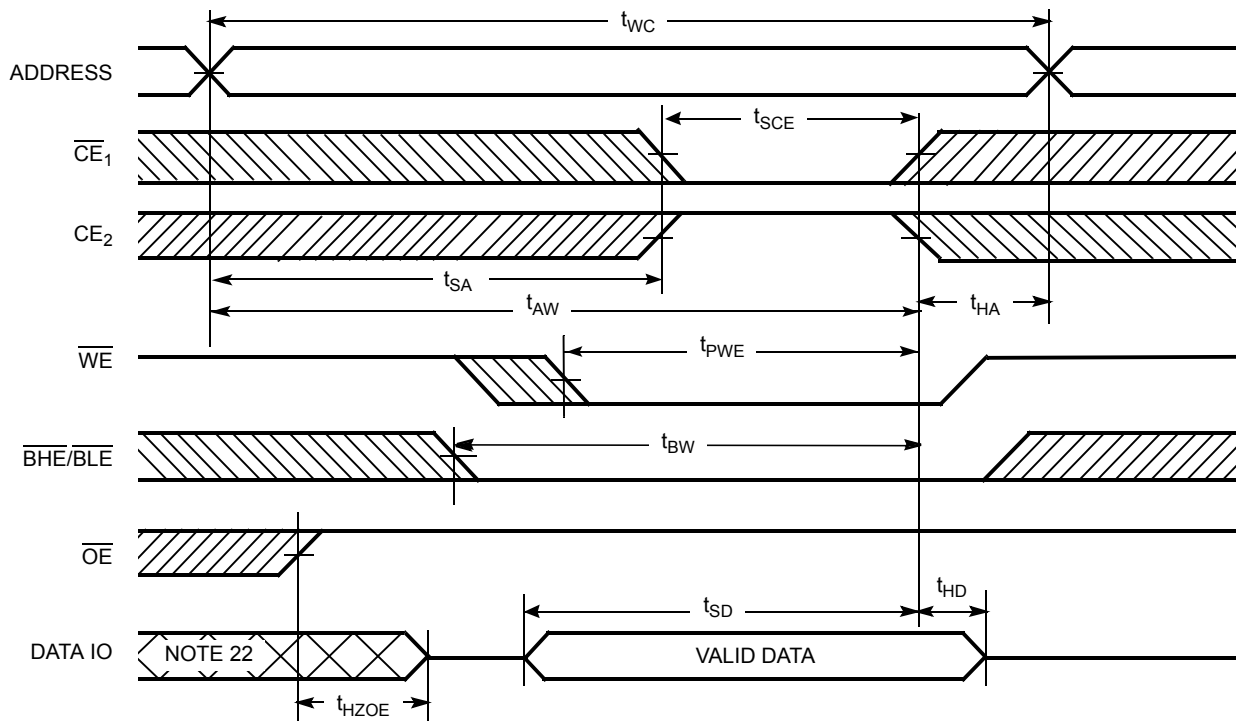 tWC
ADDRESS
tSCE
CE1
CE2
tSA
tAW
tHA
WE
tPWE
BHE/BLE
tBW
OE
tHD
tSD
DATA IO
NOTE 22
VALID DATA
tHZOE